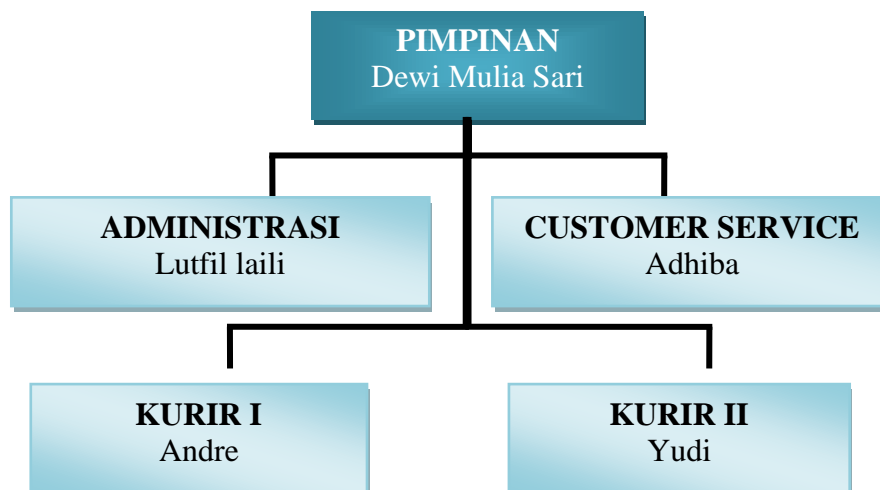 PIMPINAN
Dewi Mulia Sari
ADMINISTRASI
Lutfil laili
CUSTOMER SERVICE
Adhiba
KURIR I
Andre
KURIR II
Yudi